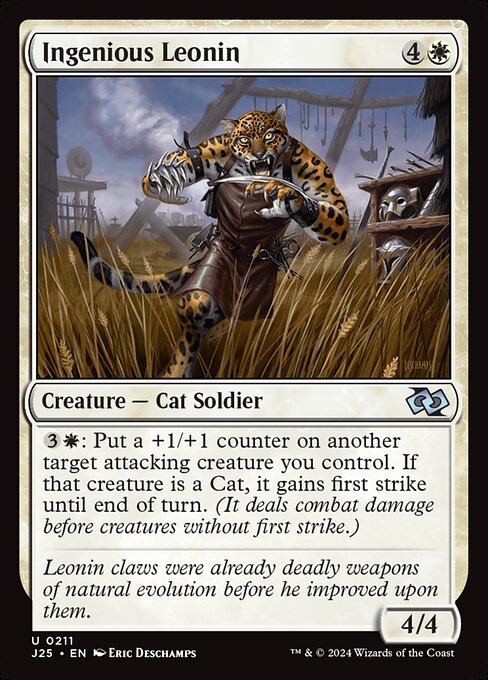 Ingenious Leonin 4
DESCHAMPS
Creature — Cat Soldier
3: Put a +1/+1 counter on another
target attacking creature you control. If
that creature is a Cat, it gains first strike
until end of turn. (It deals combat damage
before creatures without first strike.)
Leonin claws were already deadly weapons
of natural evolution before he improved upon
them.
4/4
U 0211
J25 • EN Eric Deschamps
™ & © 2024 Wizards of the Coast